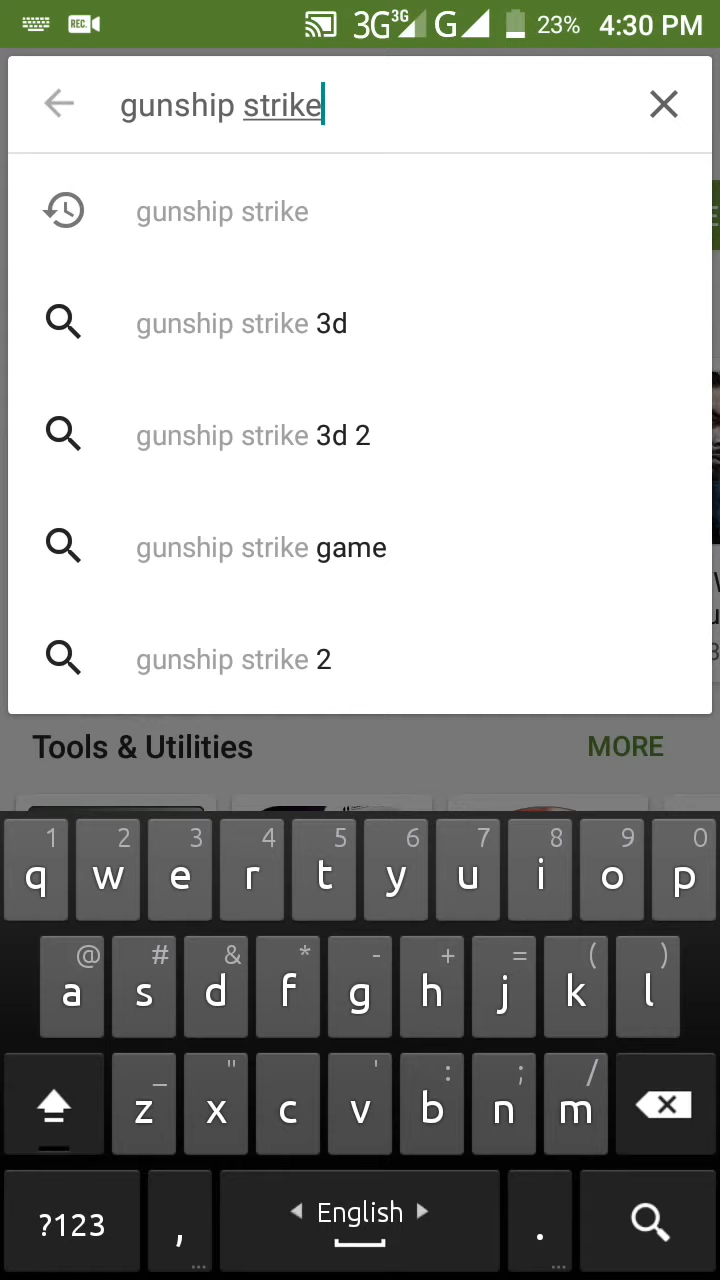 REC. 3G 3G G 23% 4:30 PM
gunship strike
gunship strike
gunship strike 3d
gunship strike 3d 2
gunship strike game
gunship strike 2
Tools & Utilities MORE
1 2 3 4 5 6 7 8 9 0
q w e r t y u i o p
@ # & * - + = ( )
a s d f g h j k l
_ " ' : ; /
z x c v b n m
?123 , ... English . ...